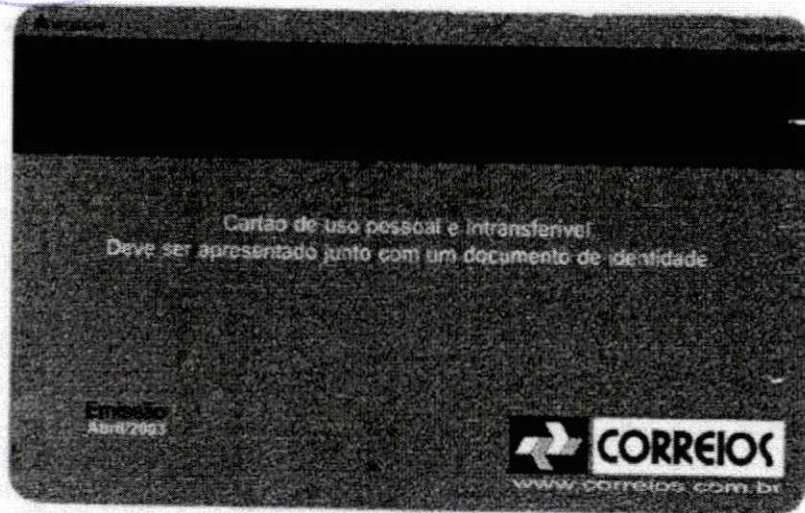 Cartão de uso pessoal e intransferível
Deve ser apresentado junto com um documento de identidade
Emissão
Abril/2003
CORREIOS
www.correios.com.br